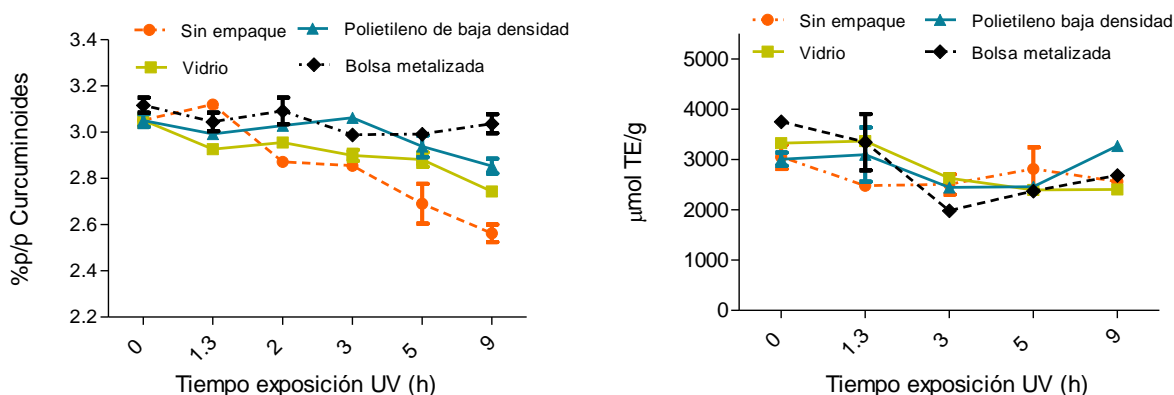 Sin empaque
Polietileno de baja densidad
Vidrio
Bolsa metalizada
3.4
3.2
3.0
2.8
2.6
2.4
2.2
%p/p Curcuminoides
0
1.3
2
3
5
9
Tiempo exposición UV (h)
Sin empaque
Polietileno baja densidad
Vidrio
Bolsa metalizada
5000
4000
3000
2000
1000
0
μmol TE/g
0
1.3
3
5
9
Tiempo exposición UV (h)